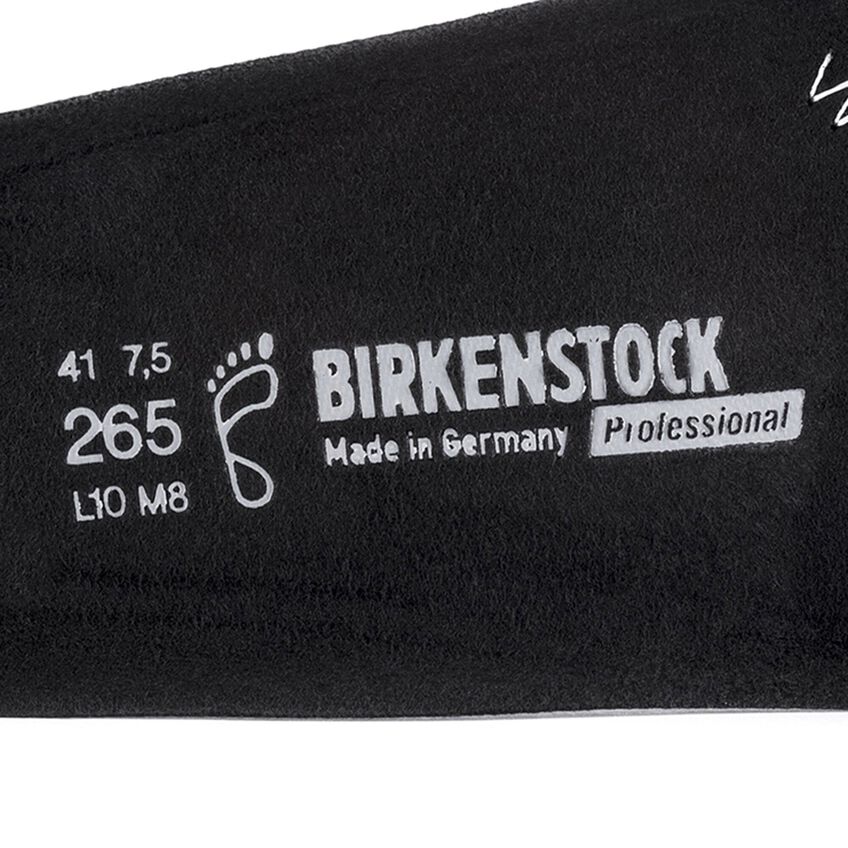 41 7,5
265
L10 M8
BIRKENSTOCK
Made in Germany Professional